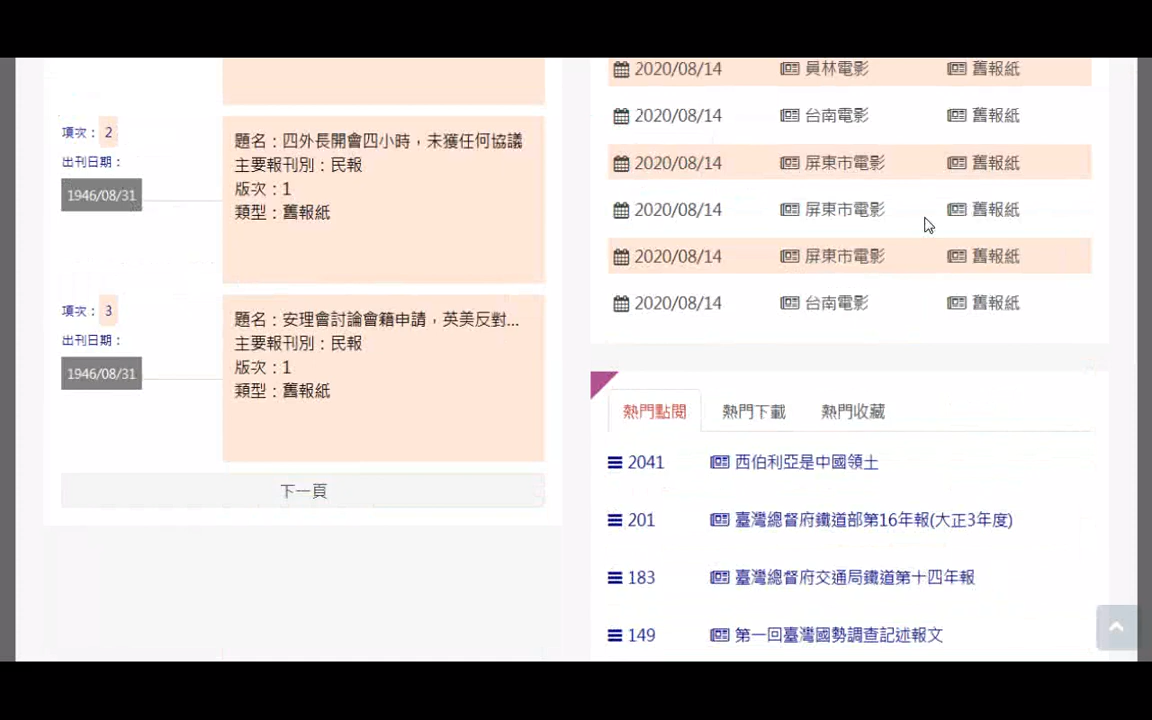 項次：2
出刊日期：
1946/08/31
題名：四外長開會四小時，未獲任何協議
主要報刊別：民報
版次：1
類型：舊報紙
項次：3
出刊日期：
1946/08/31
題名：安理會討論會籍申請，英美反對...
主要報刊別：民報
版次：1
類型：舊報紙
下一頁
2020/08/14 員林電影 舊報紙
2020/08/14 台南電影 舊報紙
2020/08/14 屏東市電影 舊報紙
2020/08/14 屏東市電影 舊報紙
2020/08/14 屏東市電影 舊報紙
2020/08/14 台南電影 舊報紙
熱門點閱 熱門下載 熱門收藏
2041 西伯利亞是中國領土
201 臺灣總督府鐵道部第16年報(大正3年度)
183 臺灣總督府交通局鐵道第十四年報
149 第一回臺灣國勢調查記述報文